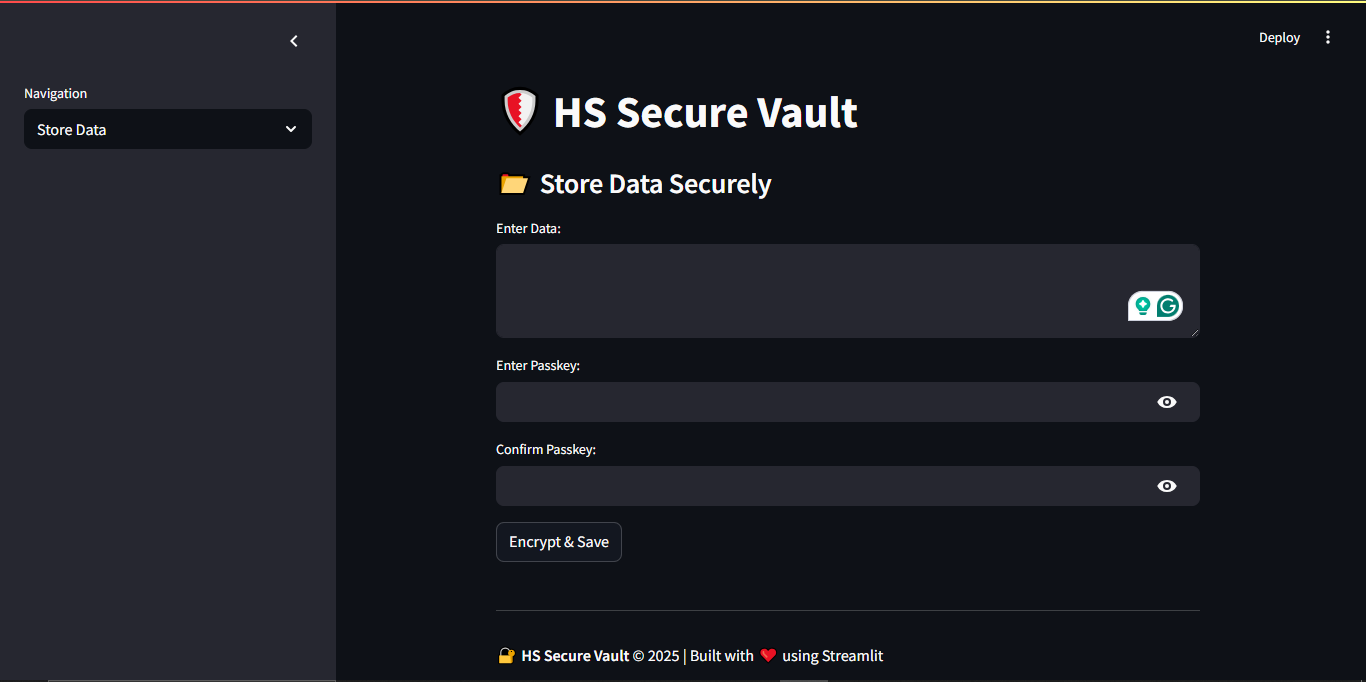 Deploy
Navigation
Store Data
HS Secure Vault
Store Data Securely
Enter Data:
Enter Passkey:
Confirm Passkey:
Encrypt & Save
HS Secure Vault © 2025 | Built with ❤️ using Streamlit